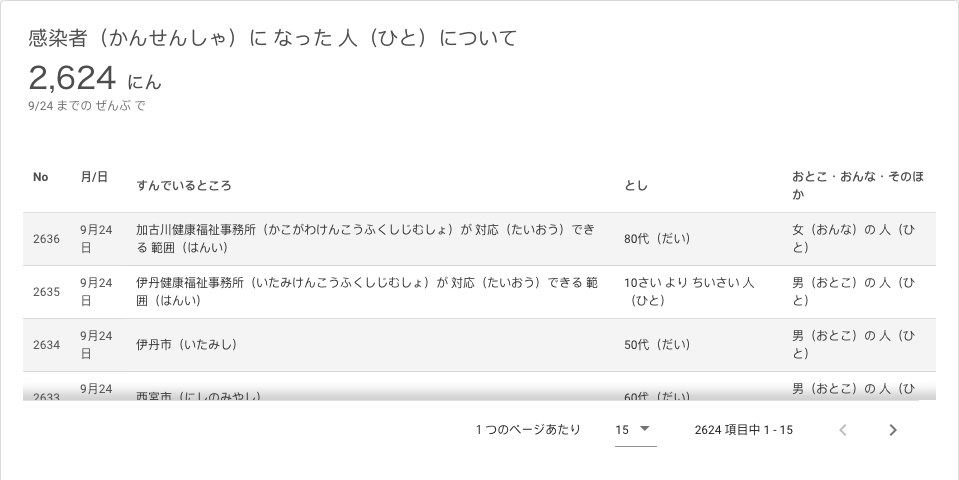 感染者（かんせんしゃ）に なった 人（ひと）について
2,624 にん
9/24 までの ぜんぶ で
No 月/日 すんでいるところ とし おとこ・おんな・そのほ
か
2636 9月24
日 加古川健康福祉事務所（かこがわけんこうふくしじむしょ）が 対応（たいおう）でき
る 範囲（はんい） 80代（だい） 女（おんな）の 人（ひ
と）
2635 9月24
日 伊丹健康福祉事務所（いたみけんこうふくしじむしょ）が 対応（たいおう）できる 範
囲（はんい） 10さい より ちいさい 人
（ひと） 男（おとこ）の 人（ひ
と）
2634 9月24
日 伊丹市（いたみし） 50代（だい） 男（おとこ）の 人（ひ
と）
2633 9月24 西宮市（にしのみやし） 60代（だい） 男（おとこ）の 人（ひ
1 つのページあたり 15 2624 項目中 1 - 15